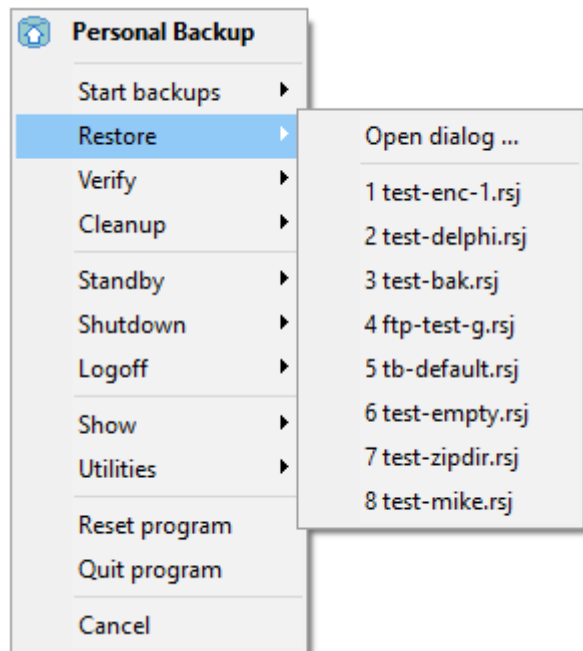 Personal Backup
Start backups
Restore
Verify
Cleanup
Standby
Shutdown
Logoff
Show
Utilities
Reset program
Quit program
Cancel
Open dialog ...
1 test-enc-1.rsj
2 test-delphi.rsj
3 test-bak.rsj
4 ftp-test-g.rsj
5 tb-default.rsj
6 test-empty.rsj
7 test-zipdir.rsj
8 test-mike.rsj